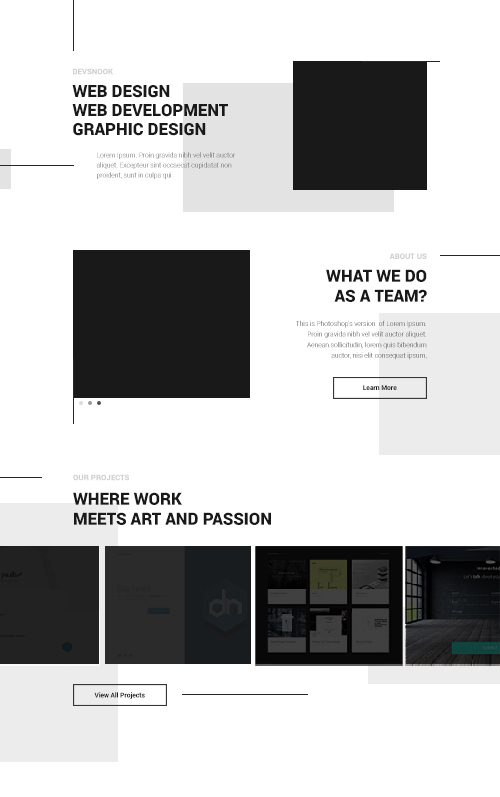 DEVSNOOK
WEB DESIGN
WEB DEVELOPMENT
GRAPHIC DESIGN
Lorem ipsum. Proin gravida nibh vel velit auctor
aliquet. Excepteur sint occaecat cupidatat non
proident, sunt in culpa qui
ABOUT US
WHAT WE DO
AS A TEAM?
This is Photoshop's version of Lorem Ipsum.
Proin gravida nibh vel velit auctor aliquet.
Aenean sollicitudin, lorem quis bibendum
auctor, nisi elit consequat ipsum,
Learn More
OUR PROJECTS
WHERE WORK
MEETS ART AND PASSION
dn
View All Projects